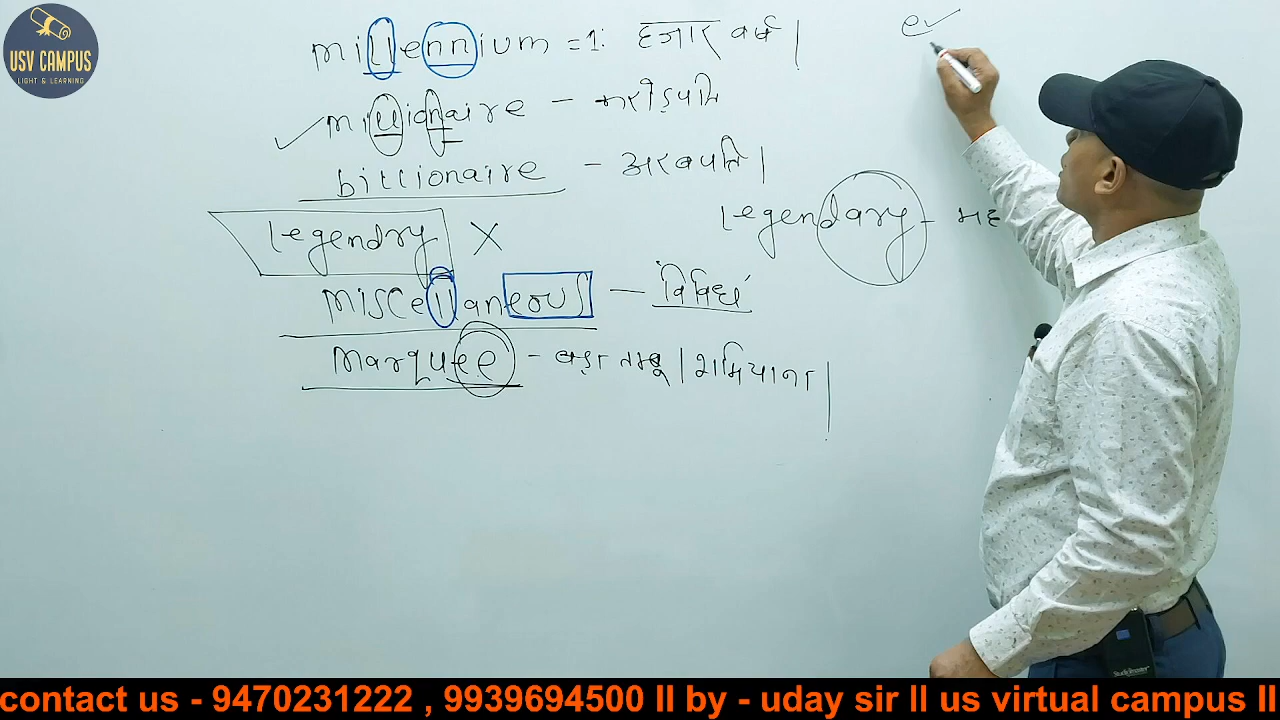 USV CAMPUS
LIGHT & LEARNING
millennium = 1: हजार वर्ष |
e ✓
✓ millionaire - करोड़पति
billionaire - अरबपति |
Legendry X
Legendary -
miscellaneous - विविध
marquee - बड़ा तम्बू | शामियाना |
contact us - 9470231222 , 9939694500 II by - uday sir II us virtual campus II